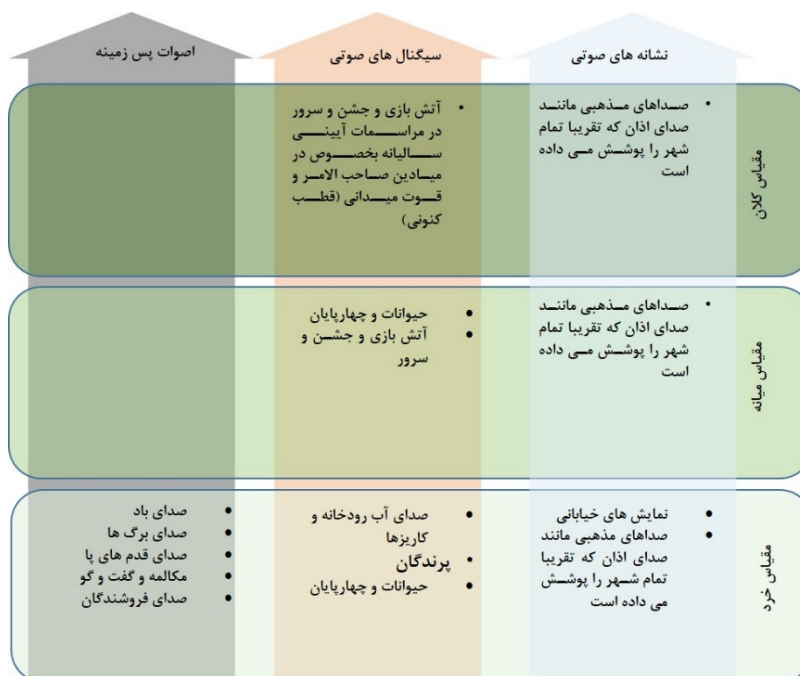 نشانه های صوتی
سیگنال های صوتی
اصوات پس زمینه
مقیاس کلان
• صداهای مذهبی مانند
صدای اذان که تقریبا تمام
شهر را پوشش می داده
است
• آتش بازی و جشن و سرور
در مراسمات آیینی
سالیانه بخصوص در
میادین صاحب الامر و
قوت میدانی (قطب
کنونی)
مقیاس میانه
• صداهای مذهبی مانند
صدای اذان که تقریبا تمام
شهر را پوشش می داده
است
• حیوانات و چهارپایان
• آتش بازی و جشن و
سرور
مقیاس خرد
• نمایش های خیابانی
• صداهای مذهبی مانند
صدای اذان که تقریبا
تمام شهر را پوشش
می داده است
• صدای آب رودخانه و
کاریزها
• پرندگان
• حیوانات و چهارپایان
• صدای باد
• صدای برگ ها
• صدای قدم های پا
• مکالمه و گفت و گو
• صدای فروشندگان